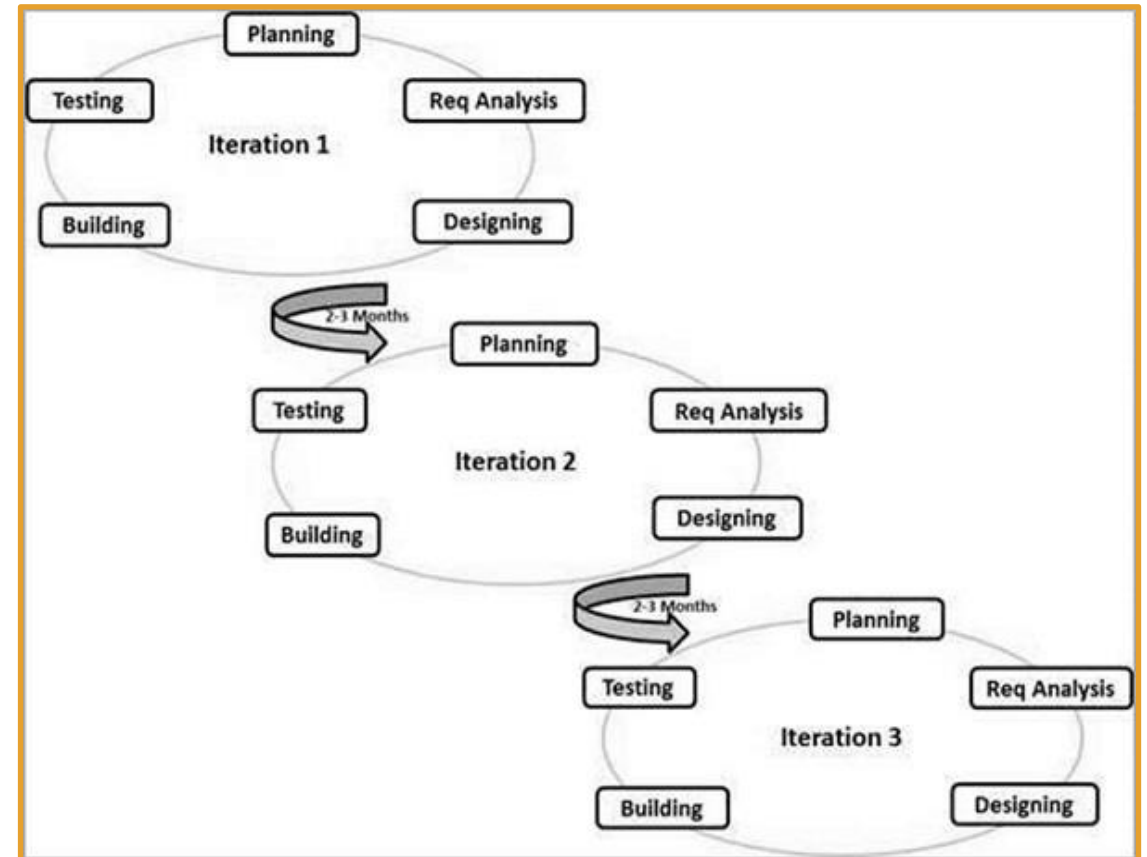 Planning
Testing
Req Analysis
Iteration 1
Building
Designing
2-3 Months
Planning
Testing
Req Analysis
Iteration 2
Building
Designing
2-3 Months
Planning
Testing
Req Analysis
Iteration 3
Building
Designing